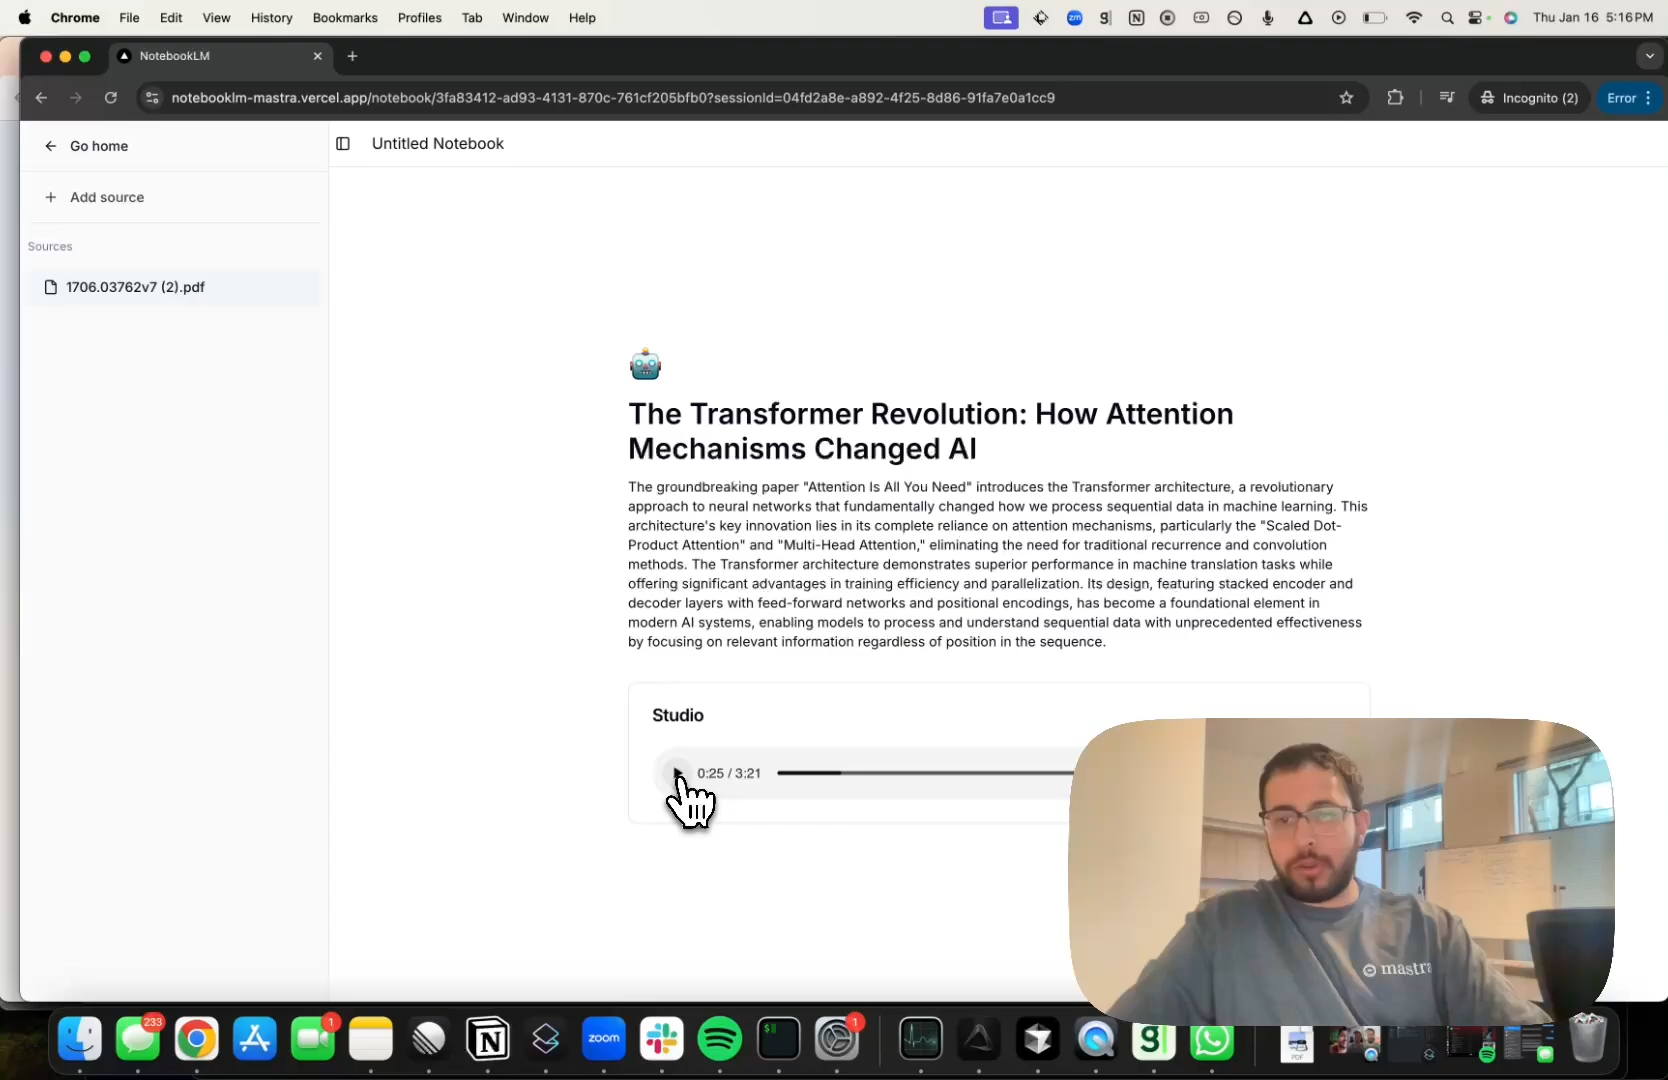 Chrome File Edit View History Bookmarks Profiles Tab Window Help
zm
Thu Jan 16 5:16 PM
NotebookLM
notebooklm-mastra.vercel.app/notebook/3fa83412-ad93-4131-870c-761cf205bfb0?sessionId=04fd2a8e-a892-4f25-8d86-91fa7e0a1cc9
Incognito (2)
Error
Go home
Untitled Notebook
Add source
Sources
1706.03762v7 (2).pdf
The Transformer Revolution: How Attention
Mechanisms Changed AI
The groundbreaking paper "Attention Is All You Need" introduces the Transformer architecture, a revolutionary
approach to neural networks that fundamentally changed how we process sequential data in machine learning. This
architecture's key innovation lies in its complete reliance on attention mechanisms, particularly the "Scaled Dot-
Product Attention" and "Multi-Head Attention," eliminating the need for traditional recurrence and convolution
methods. The Transformer architecture demonstrates superior performance in machine translation tasks while
offering significant advantages in training efficiency and parallelization. Its design, featuring stacked encoder and
decoder layers with feed-forward networks and positional encodings, has become a foundational element in
modern AI systems, enabling models to process and understand sequential data with unprecedented effectiveness
by focusing on relevant information regardless of position in the sequence.
Studio
0:25 / 3:21
mastra
233
1
zoom
1
PDF